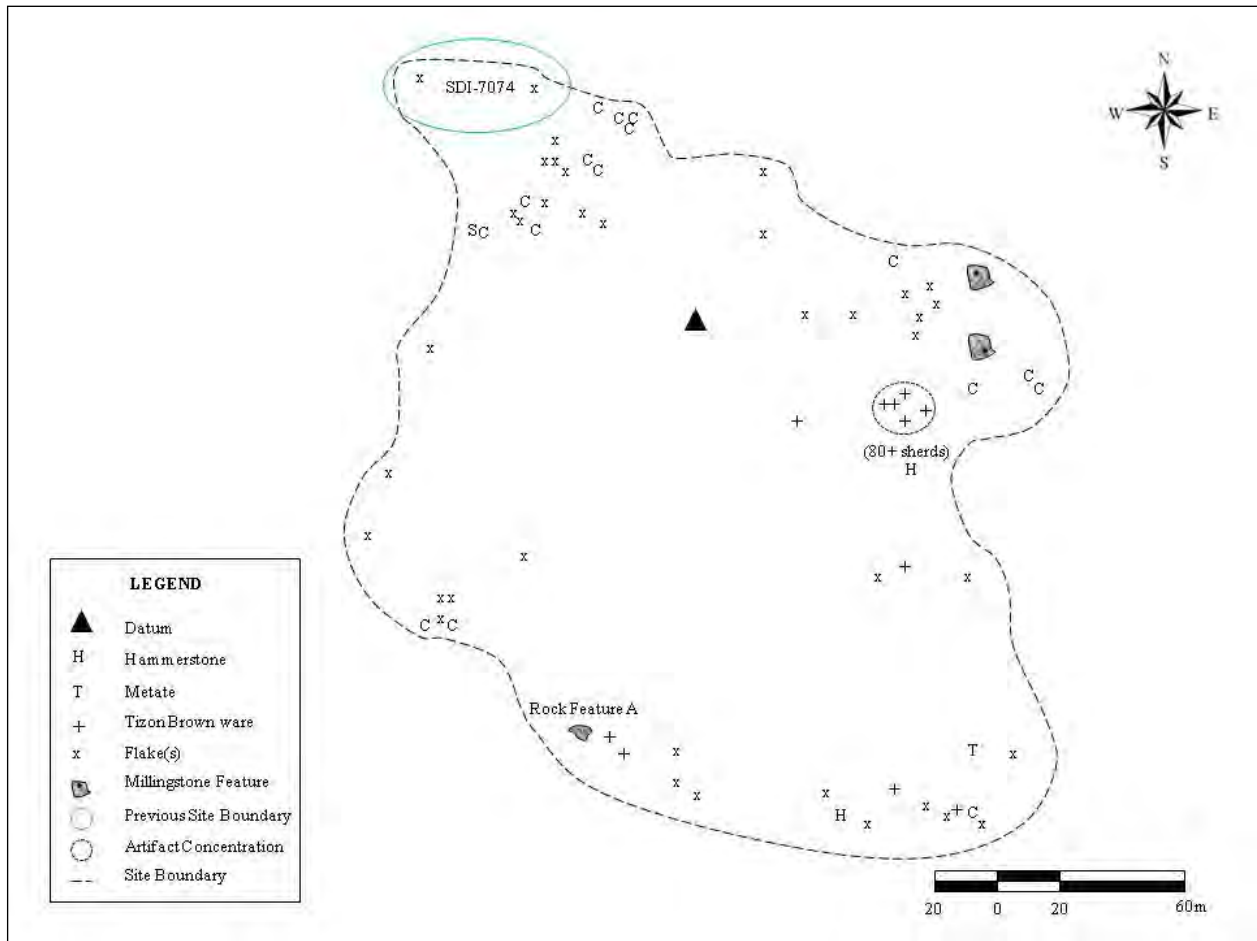 N
W E
S
SDI-7074
x x
C
C C
C
x
x x C
x C
x
C x
x x
S C x C x
x
C
x
x
x x x
x
x
x
C C
C
+
+ + +
+ +
(80+ sherds)
H
x
x
x
x
+
x x
x x
C x C
Rock Feature A
+
+
x
x
x
T
x
x
+
H
x
x
x
+
C
x
LEGEND
Datum
H Hammerstone
T Metate
+ Tizon Brown ware
x Flake(s)
Millingstone Feature
Previous Site Boundary
Artifact Concentration
Site Boundary
20 0 20 60m